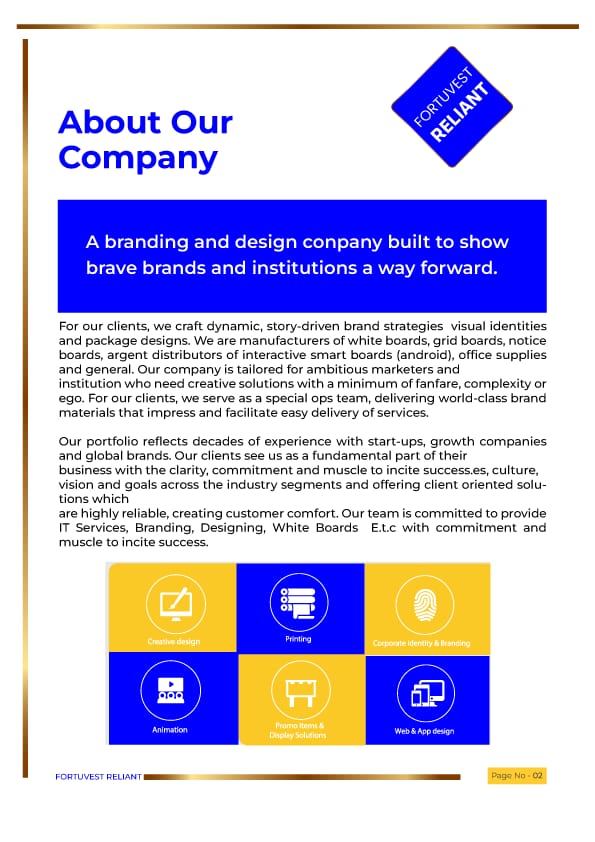 FORTUVEST
RELIANT
About Our
Company
A branding and design conpany built to show
brave brands and institutions a way forward.
For our clients, we craft dynamic, story-driven brand strategies  visual identities
and package designs. We are manufacturers of white boards, grid boards, notice
boards, argent distributors of interactive smart boards (android), office supplies
and general. Our company is tailored for ambitious marketers and
institution who need creative solutions with a minimum of fanfare, complexity or
ego. For our clients, we serve as a special ops team, delivering world-class brand
materials that impress and facilitate easy delivery of services.
Our portfolio reflects decades of experience with start-ups, growth companies
and global brands. Our clients see us as a fundamental part of their
business with the clarity, commitment and muscle to incite success.es, culture,
vision and goals across the industry segments and offering client oriented solu-
tions which
are highly reliable, creating customer comfort. Our team is committed to provide
IT Services, Branding, Designing, White Boards  E.t.c with commitment and
muscle to incite success.
Creative design
Printing
Corporate identity & Branding
Animation
Promo Items &
Display Solutions
Web & App design
FORTUVEST RELIANT
Page No - 02